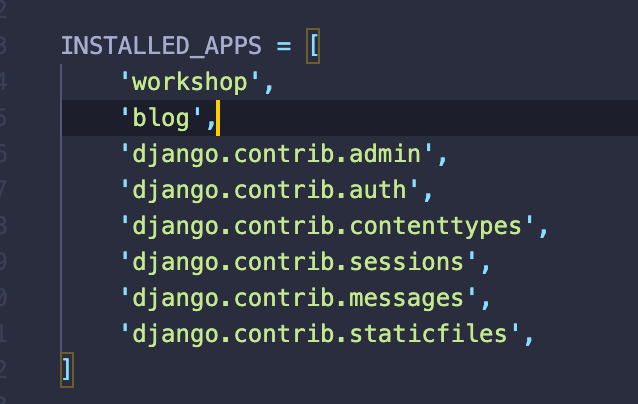 INSTALLED_APPS = [
'workshop',
'blog',
'django.contrib.admin',
'django.contrib.auth',
'django.contrib.contenttypes',
'django.contrib.sessions',
'django.contrib.messages',
'django.contrib.staticfiles',
]